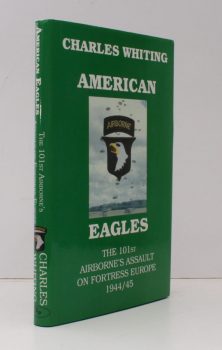 CHARLES WHITING
AMERICAN
AIRBORNE
EAGLES
THE 101ST
AIRBORNE'S ASSAULT
ON FORTRESS EUROPE
1944/45
AMERICAN EAGLES
THE 101ST AIRBORNE'S
CHARLES